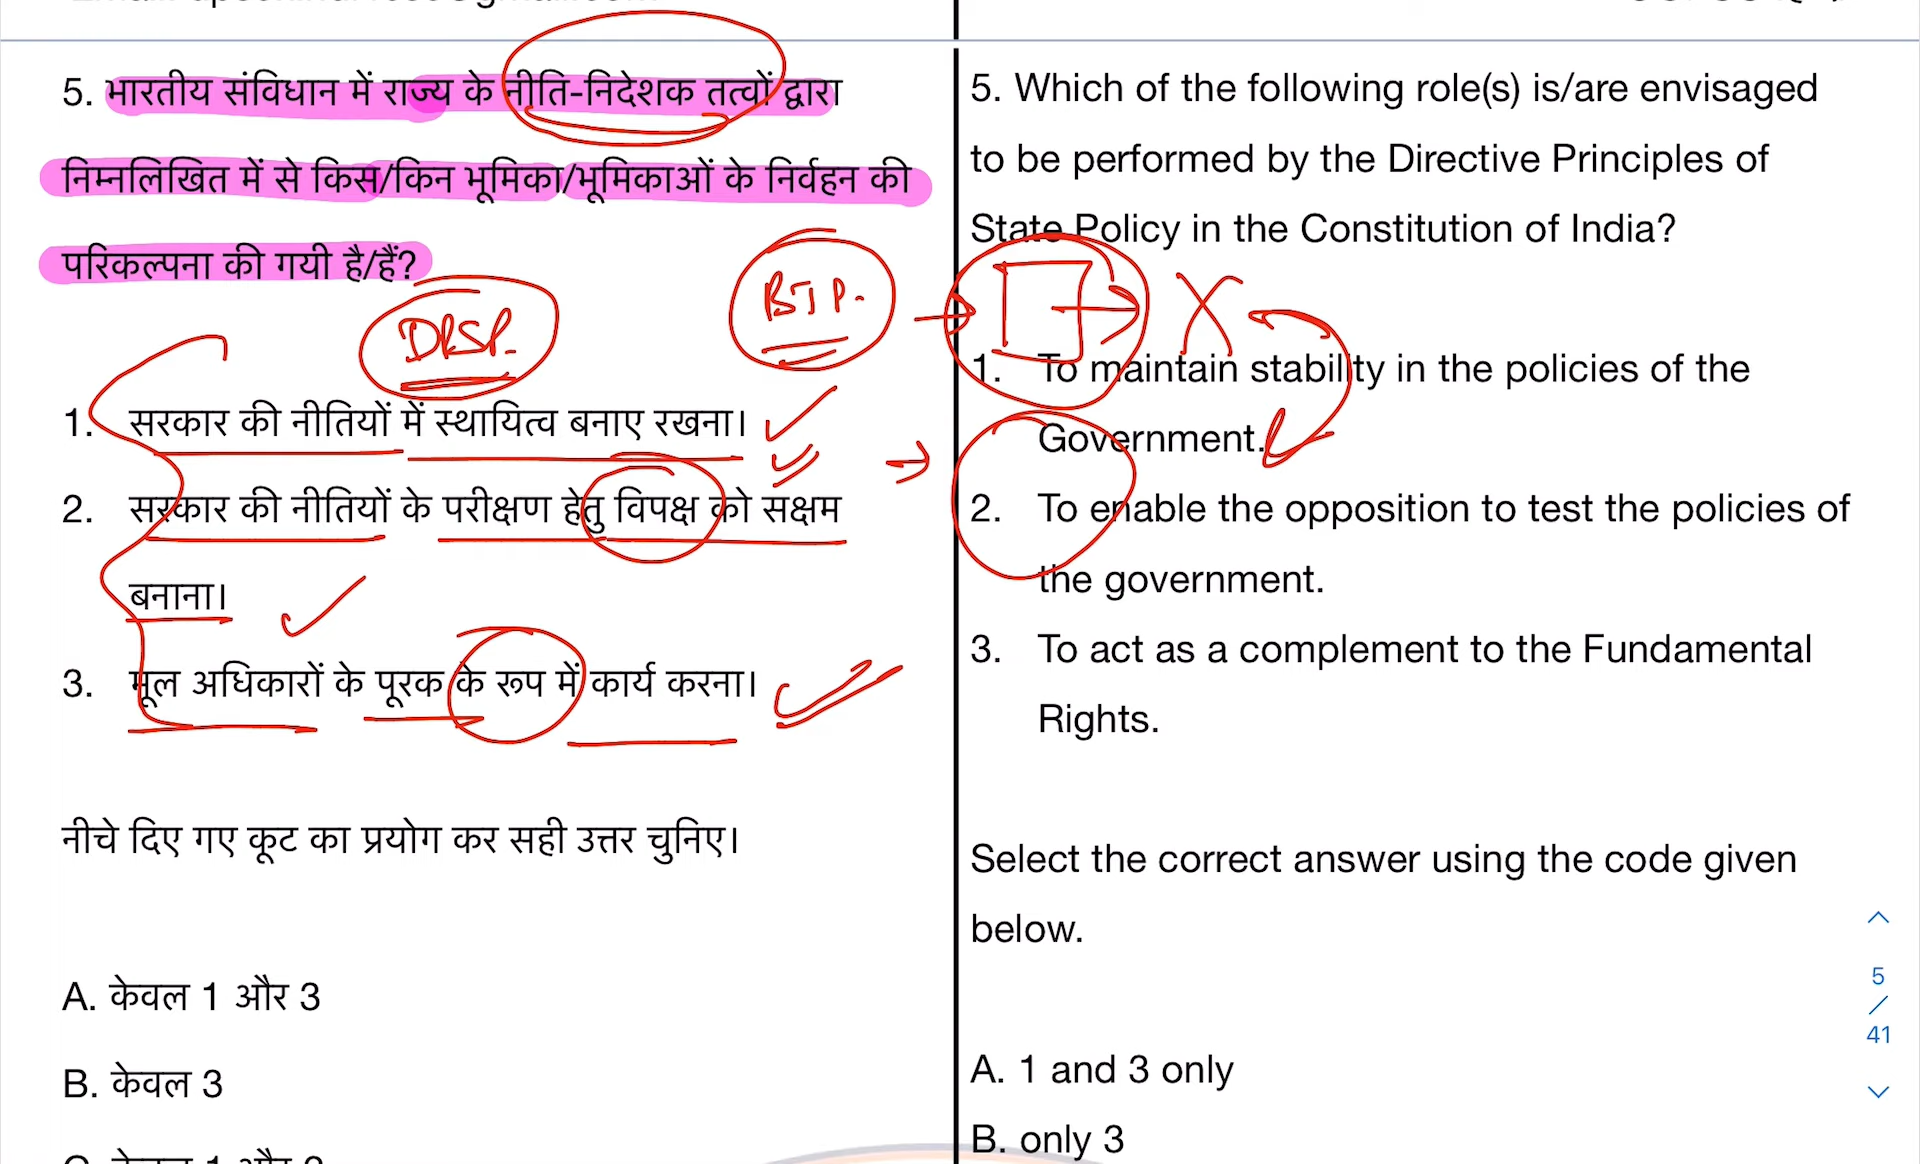 5. भारतीय संविधान में राज्य के नीति-निदेशक तत्वों द्वारा
निम्नलिखित में से किस/किन भूमिका/भूमिकाओं के निर्वहन की
परिकल्पना की गयी है/हैं?
DPSP.
BJP.
1. सरकार की नीतियों में स्थायित्व बनाए रखना।
2. सरकार की नीतियों के परीक्षण हेतु विपक्ष को सक्षम
बनाना।
3. मूल अधिकारों के पूरक के रूप में कार्य करना।
नीचे दिए गए कूट का प्रयोग कर सही उत्तर चुनिए।
A. केवल 1 और 3
B. केवल 3
5. Which of the following role(s) is/are envisaged
to be performed by the Directive Principles of
State Policy in the Constitution of India?
1. To maintain stability in the policies of the
Government.
2. To enable the opposition to test the policies of
the government.
3. To act as a complement to the Fundamental
Rights.
Select the correct answer using the code given
below.
A. 1 and 3 only
B. only 3
5
/
41